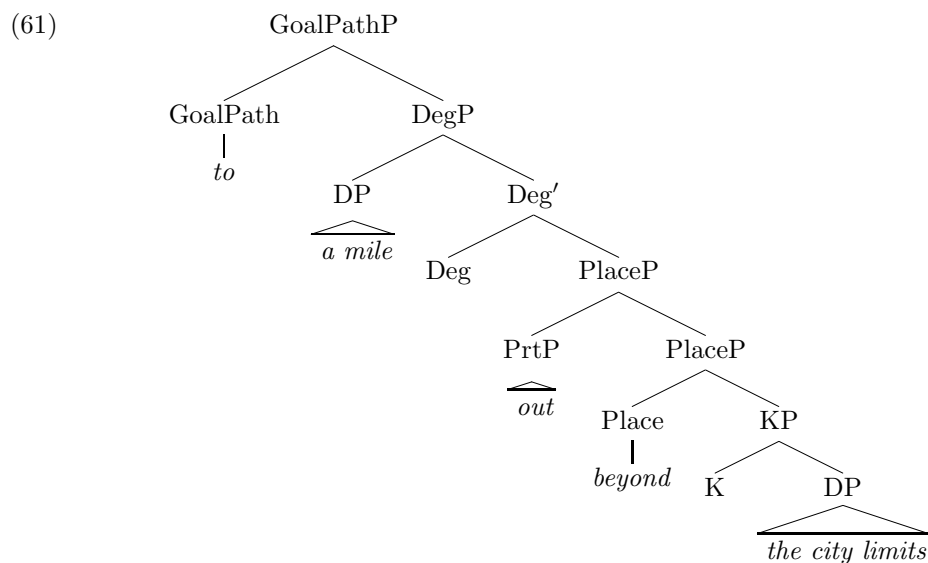 (61) GoalPathP
GoalPath DegP
to
DP Deg′
a mile
Deg PlaceP
PrtP PlaceP
out
Place KP
beyond
K DP
the city limits